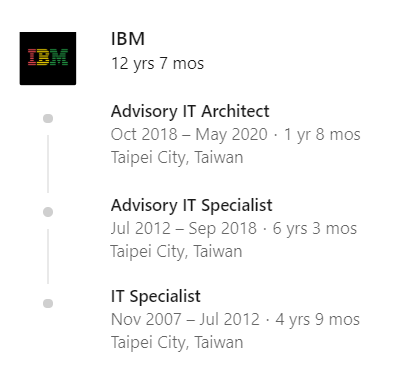 IBM
IBM
12 yrs 7 mos
Advisory IT Architect
Oct 2018 – May 2020 · 1 yr 8 mos
Taipei City, Taiwan
Advisory IT Specialist
Jul 2012 – Sep 2018 · 6 yrs 3 mos
Taipei City, Taiwan
IT Specialist
Nov 2007 – Jul 2012 · 4 yrs 9 mos
Taipei City, Taiwan